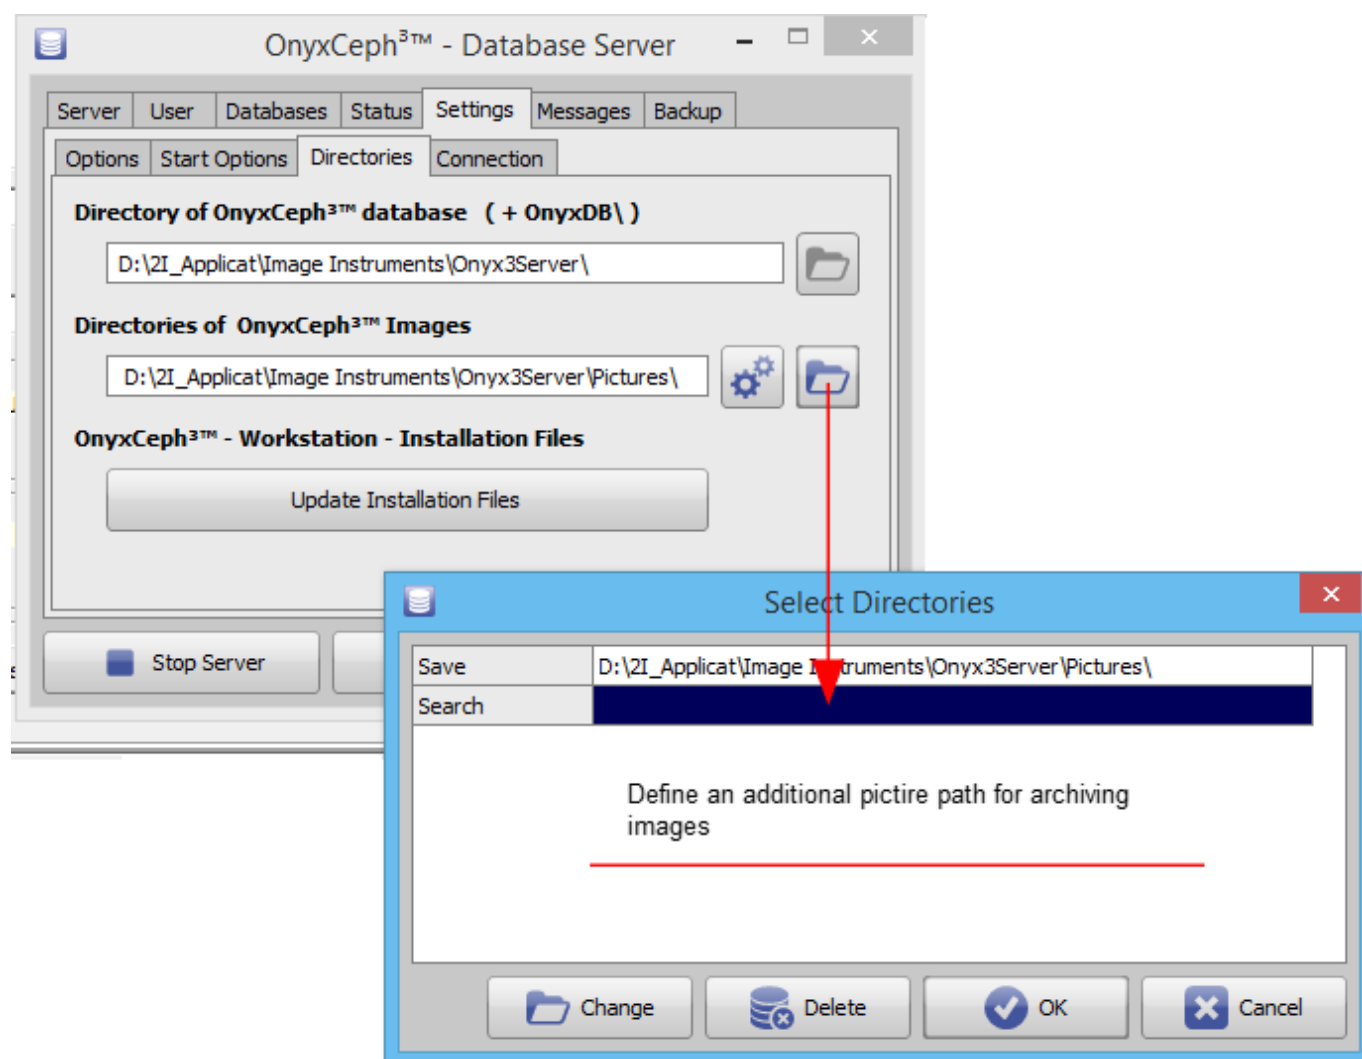 OnyxCeph³™ - Database Server
Server User Databases Status Settings Messages Backup
Options Start Options Directories Connection
Directory of OnyxCeph³™ database ( + OnyxDB\ )
D:\2I_Applicat\Image Instruments\Onyx3Server\
Directories of OnyxCeph³™ Images
D:\2I_Applicat\Image Instruments\Onyx3Server\Pictures\
OnyxCeph³™ - Workstation - Installation Files
Update Installation Files
Stop Server
Select Directories
Save D:\2I_Applicat\Image Instruments\Onyx3Server\Pictures\
Search
Define an additional pictire path for archiving
images
Change Delete OK Cancel